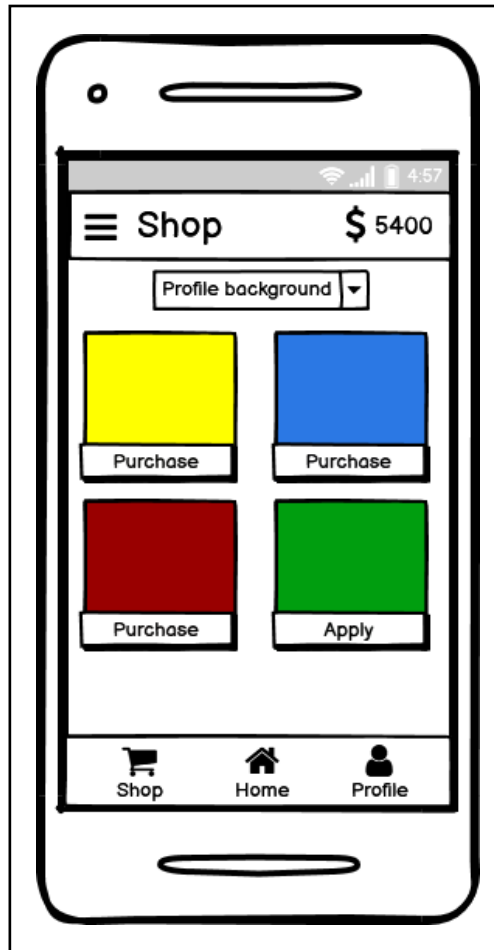 4:57
Shop $ 5400
Profile background
Purchase Purchase
Purchase Apply
Shop Home Profile